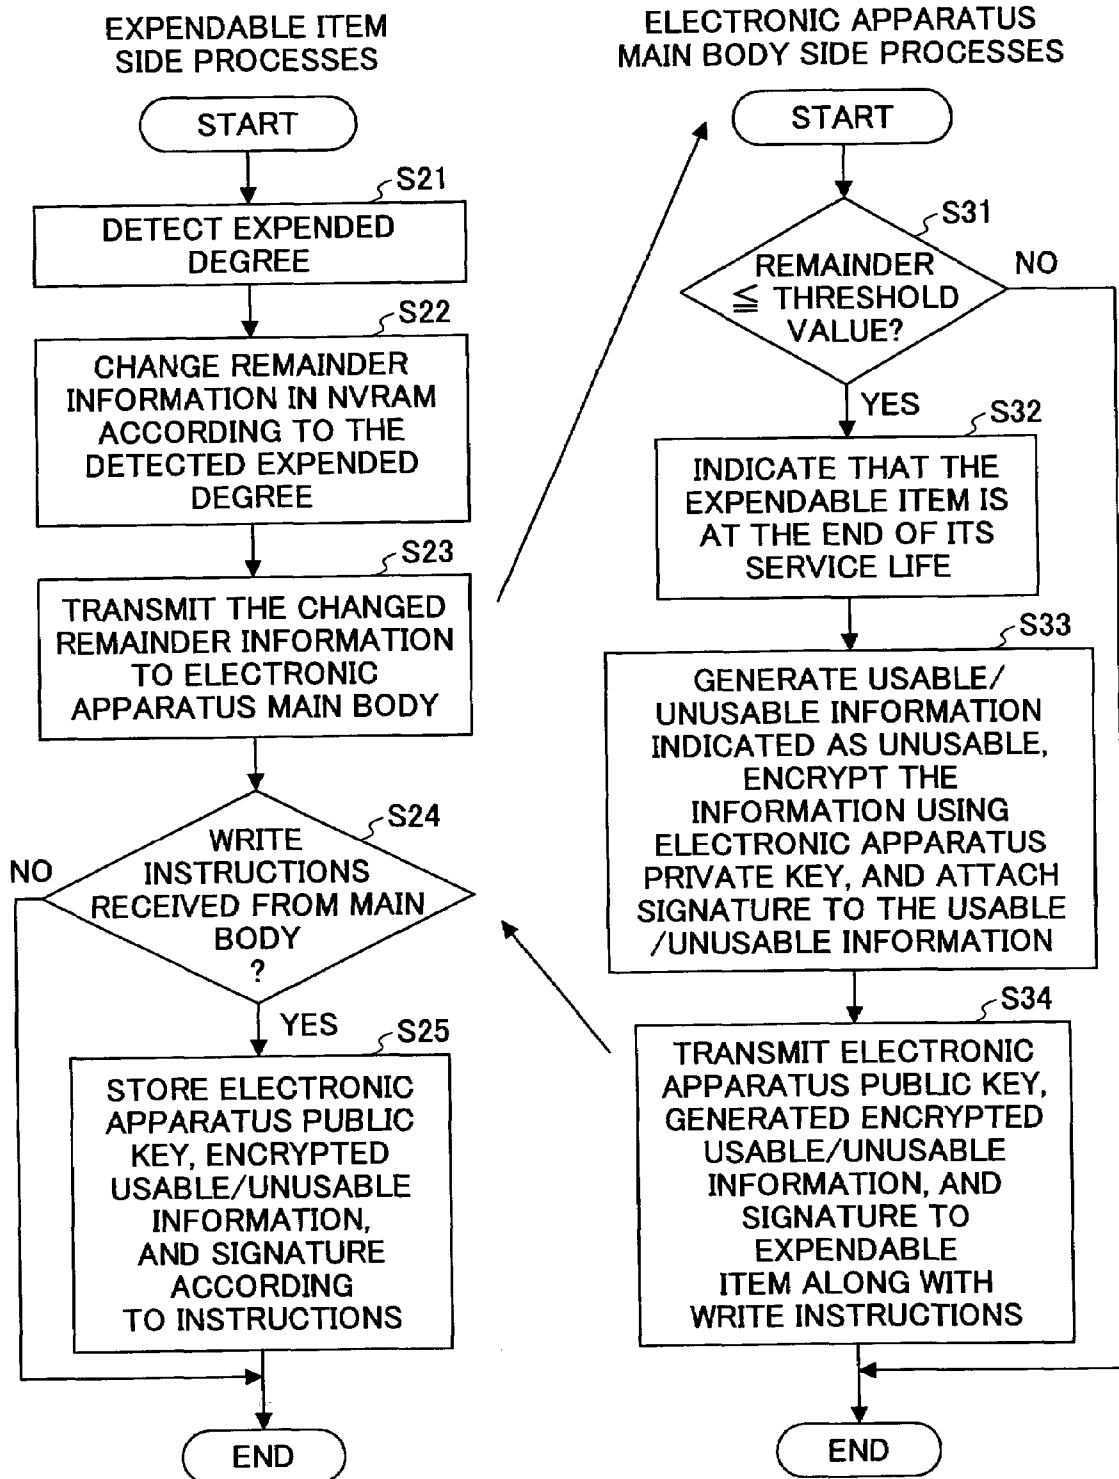 EXPENDABLE ITEM
SIDE PROCESSES
START
S21
DETECT EXPENDED
DEGREE
S22
CHANGE REMAINDER
INFORMATION IN NVRAM
ACCORDING TO THE
DETECTED EXPENDED
DEGREE
S23
TRANSMIT THE CHANGED
REMAINDER INFORMATION
TO ELECTRONIC
APPARATUS MAIN BODY
S24
WRITE
INSTRUCTIONS
RECEIVED FROM MAIN
BODY
?
NO
YES
S25
STORE ELECTRONIC
APPARATUS PUBLIC
KEY, ENCRYPTED
USABLE/UNUSABLE
INFORMATION,
AND SIGNATURE
ACCORDING
TO INSTRUCTIONS
END
ELECTRONIC APPARATUS
MAIN BODY SIDE PROCESSES
START
S31
REMAINDER
≦ THRESHOLD
VALUE?
NO
YES
S32
INDICATE THAT THE
EXPENDABLE ITEM IS
AT THE END OF ITS
SERVICE LIFE
S33
GENERATE USABLE/
UNUSABLE INFORMATION
INDICATED AS UNUSABLE,
ENCRYPT THE
INFORMATION USING
ELECTRONIC APPARATUS
PRIVATE KEY, AND ATTACH
SIGNATURE TO THE USABLE
/UNUSABLE INFORMATION
S34
TRANSMIT ELECTRONIC
APPARATUS PUBLIC KEY,
GENERATED ENCRYPTED
USABLE/UNUSABLE
INFORMATION, AND
SIGNATURE TO
EXPENDABLE
ITEM ALONG WITH
WRITE INSTRUCTIONS
END